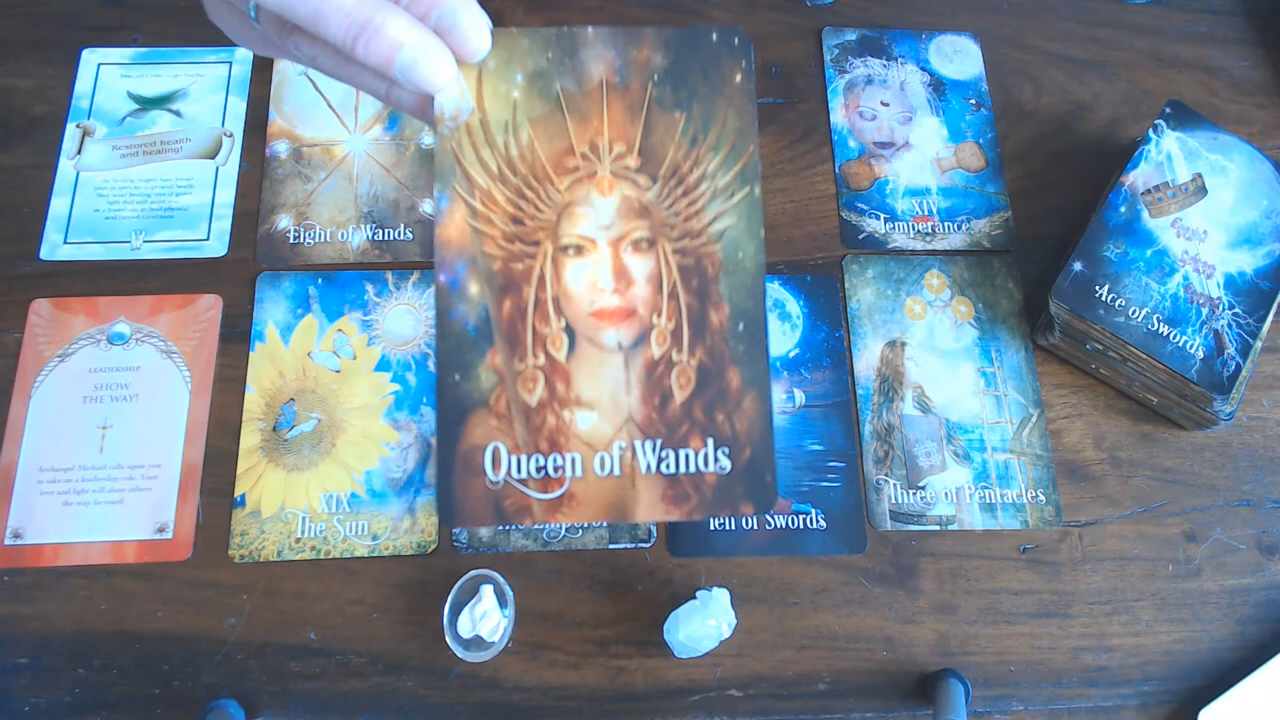 Restored health
and healing!
Eight of Wands
Queen of Wands
XIV
Temperance
Ace of Swords
LEADERSHIP
SHOW
THE WAY!
Archangel Michael calls upon you
to take on a leadership role. Your
love and light will show others
the way forward.
XIX
The Sun
The Emperor
Ten of Swords
Three of Pentacles